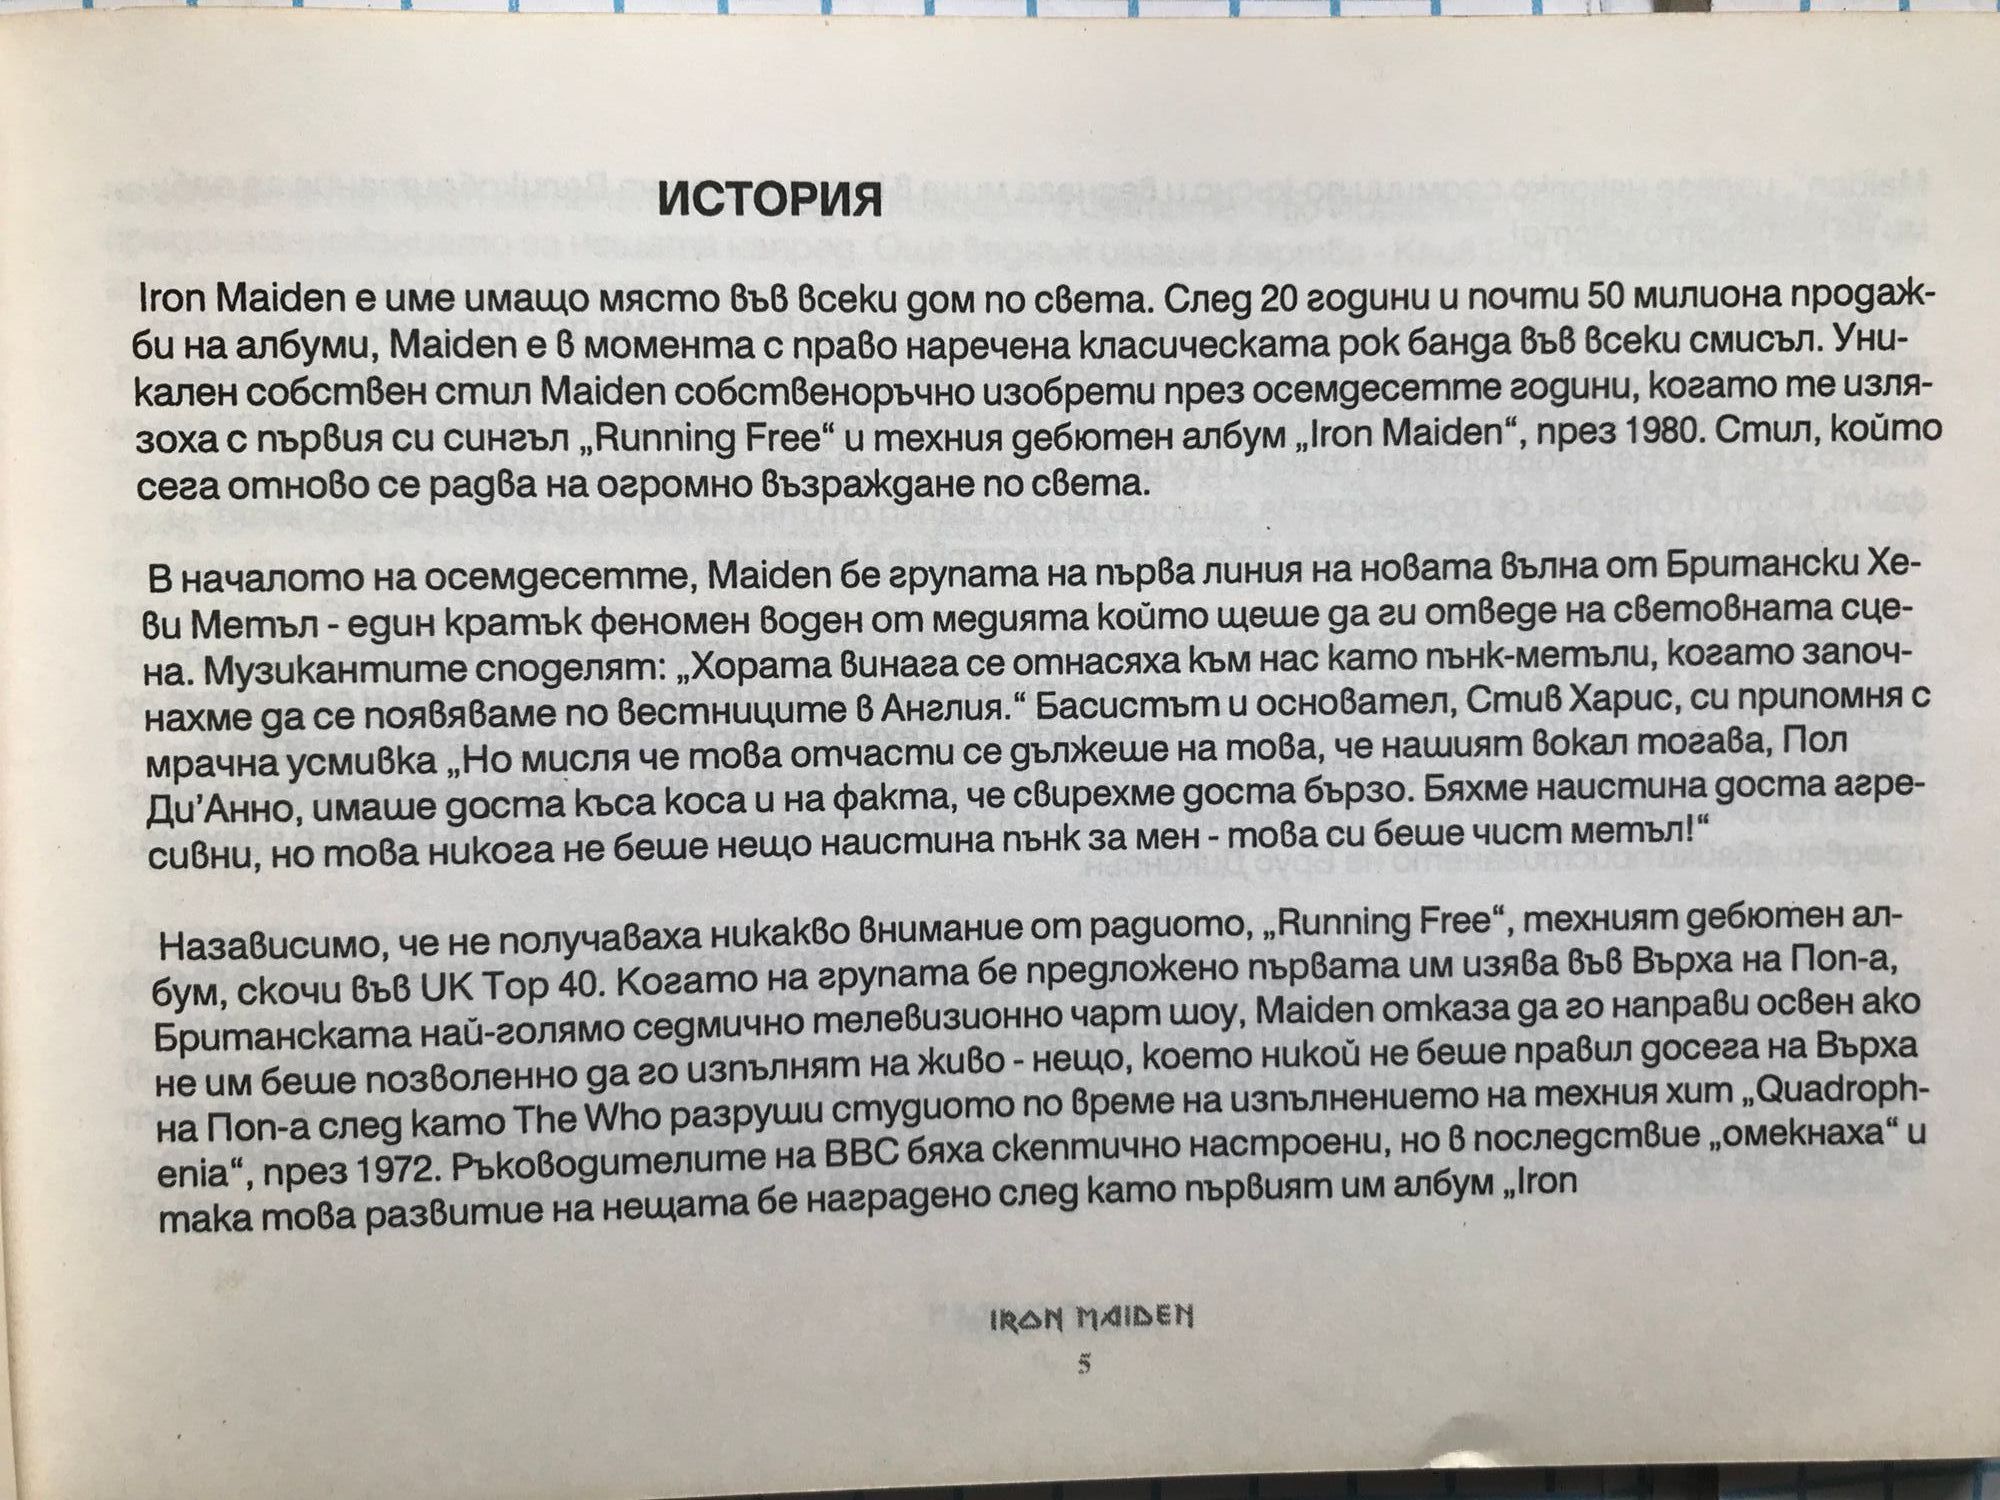 ИСТОРИЯ
Iron Maiden е име имащо място във всеки дом по света. След 20 години и почти 50 милиона продаж-
би на албуми, Maiden е в момента с право наречена класическата рок банда във всеки смисъл. Уни-
кален собствен стил Maiden собственоръчно изобрети през осемдесетте години, когато те изля-
зоха с първия си сингъл „Running Free“ и техния дебютен албум „Iron Maiden“, през 1980. Стил, който
сега отново се радва на огромно възраждане по света.
В началото на осемдесетте, Maiden бе групата на първа линия на новата вълна от Британски Хе-
ви Метъл - един кратък феномен воден от медията който щеше да ги отведе на световната сце-
на. Музикантите споделят: „Хората винага се отнасяха към нас като пънк-метъли, когато започ-
нахме да се появяваме по вестниците в Англия.“ Басистът и основател, Стив Харис, си припомня с
мрачна усмивка „Но мисля че това отчасти се дължеше на това, че нашият вокал тогава, Пол
Ди’Анно, имаше доста къса коса и на факта, че свирехме доста бързо. Бяхме наистина доста агре-
сивни, но това никога не беше нещо наистина пънк за мен - това си беше чист метъл!“
Назависимо, че не получаваха никакво внимание от радиото, „Running Free“, техният дебютен ал-
бум, скочи във UK Top 40. Когато на групата бе предложено първата им изява във Върха на Поп-а,
Британската най-голямо седмично телевизионно чарт шоу, Maiden отказа да го направи освен ако
не им беше позволенно да го изпълнят на живо - нещо, което никой не беше правил досега на Върха
на Поп-а след като The Who разруши студиото по време на изпълнението на техния хит „Quadroph-
enia“, през 1972. Ръководителите на BBC бяха скептично настроени, но в последствие „омекнаха“ и
така това развитие на нещата бе наградено след като първият им албум „Iron
IRON MAIDEN
5